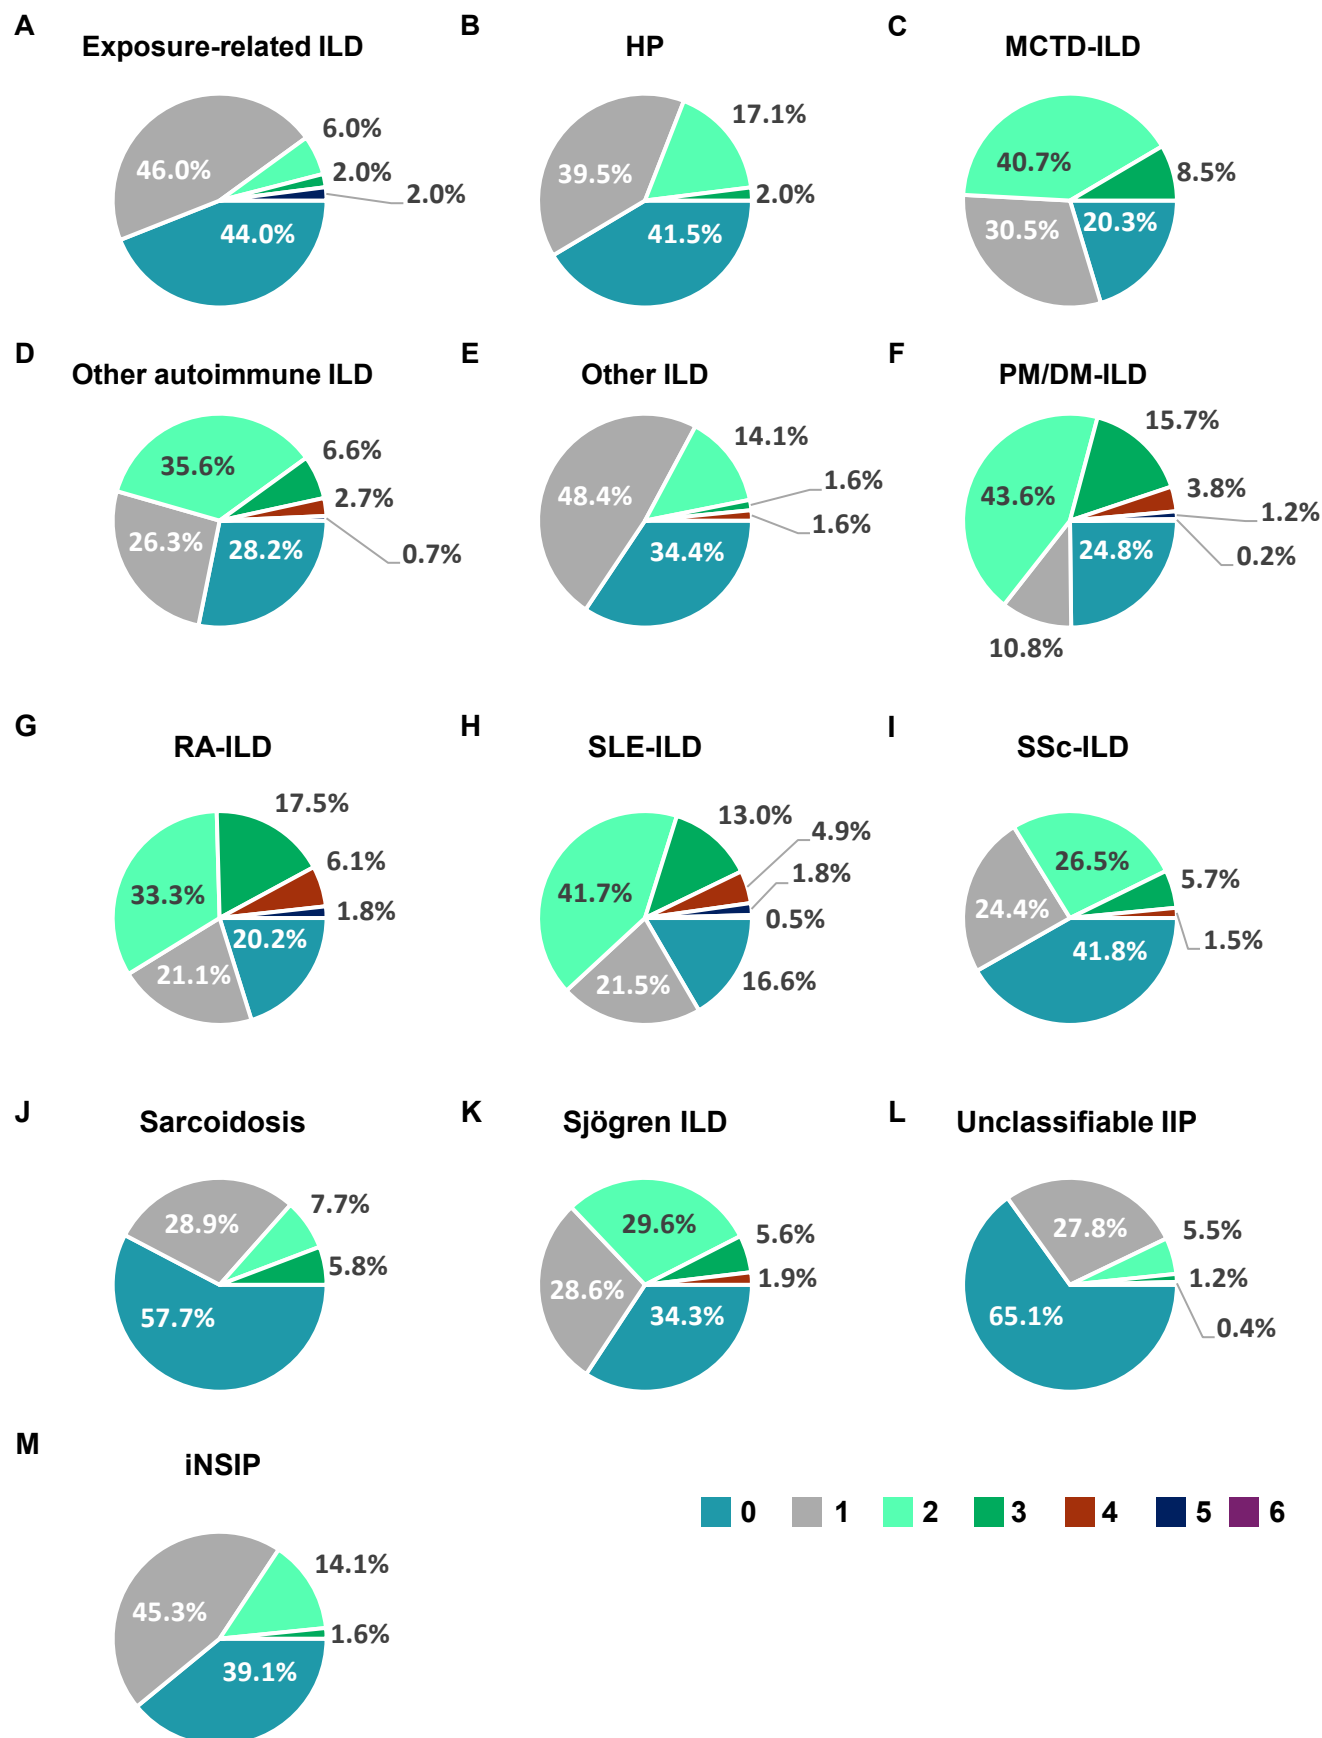 A
Exposure-related ILD
46.0%
6.0%
2.0%
2.0%
44.0%
B
HP
39.5%
17.1%
2.0%
41.5%
C
MCTD-ILD
40.7%
8.5%
30.5%
20.3%
D
Other autoimmune ILD
35.6%
6.6%
2.7%
0.7%
26.3%
28.2%
E
Other ILD
48.4%
14.1%
1.6%
1.6%
34.4%
F
PM/DM-ILD
43.6%
15.7%
3.8%
1.2%
0.2%
24.8%
10.8%
G
RA-ILD
17.5%
6.1%
1.8%
33.3%
20.2%
21.1%
H
SLE-ILD
13.0%
4.9%
1.8%
0.5%
41.7%
21.5%
16.6%
I
SSc-ILD
26.5%
5.7%
1.5%
24.4%
41.8%
J
Sarcoidosis
28.9%
7.7%
5.8%
57.7%
K
Sjögren ILD
29.6%
5.6%
1.9%
28.6%
34.3%
L
Unclassifiable IIP
27.8%
5.5%
1.2%
0.4%
65.1%
M
iNSIP
45.3%
14.1%
1.6%
39.1%
0 1 2 3 4 5 6